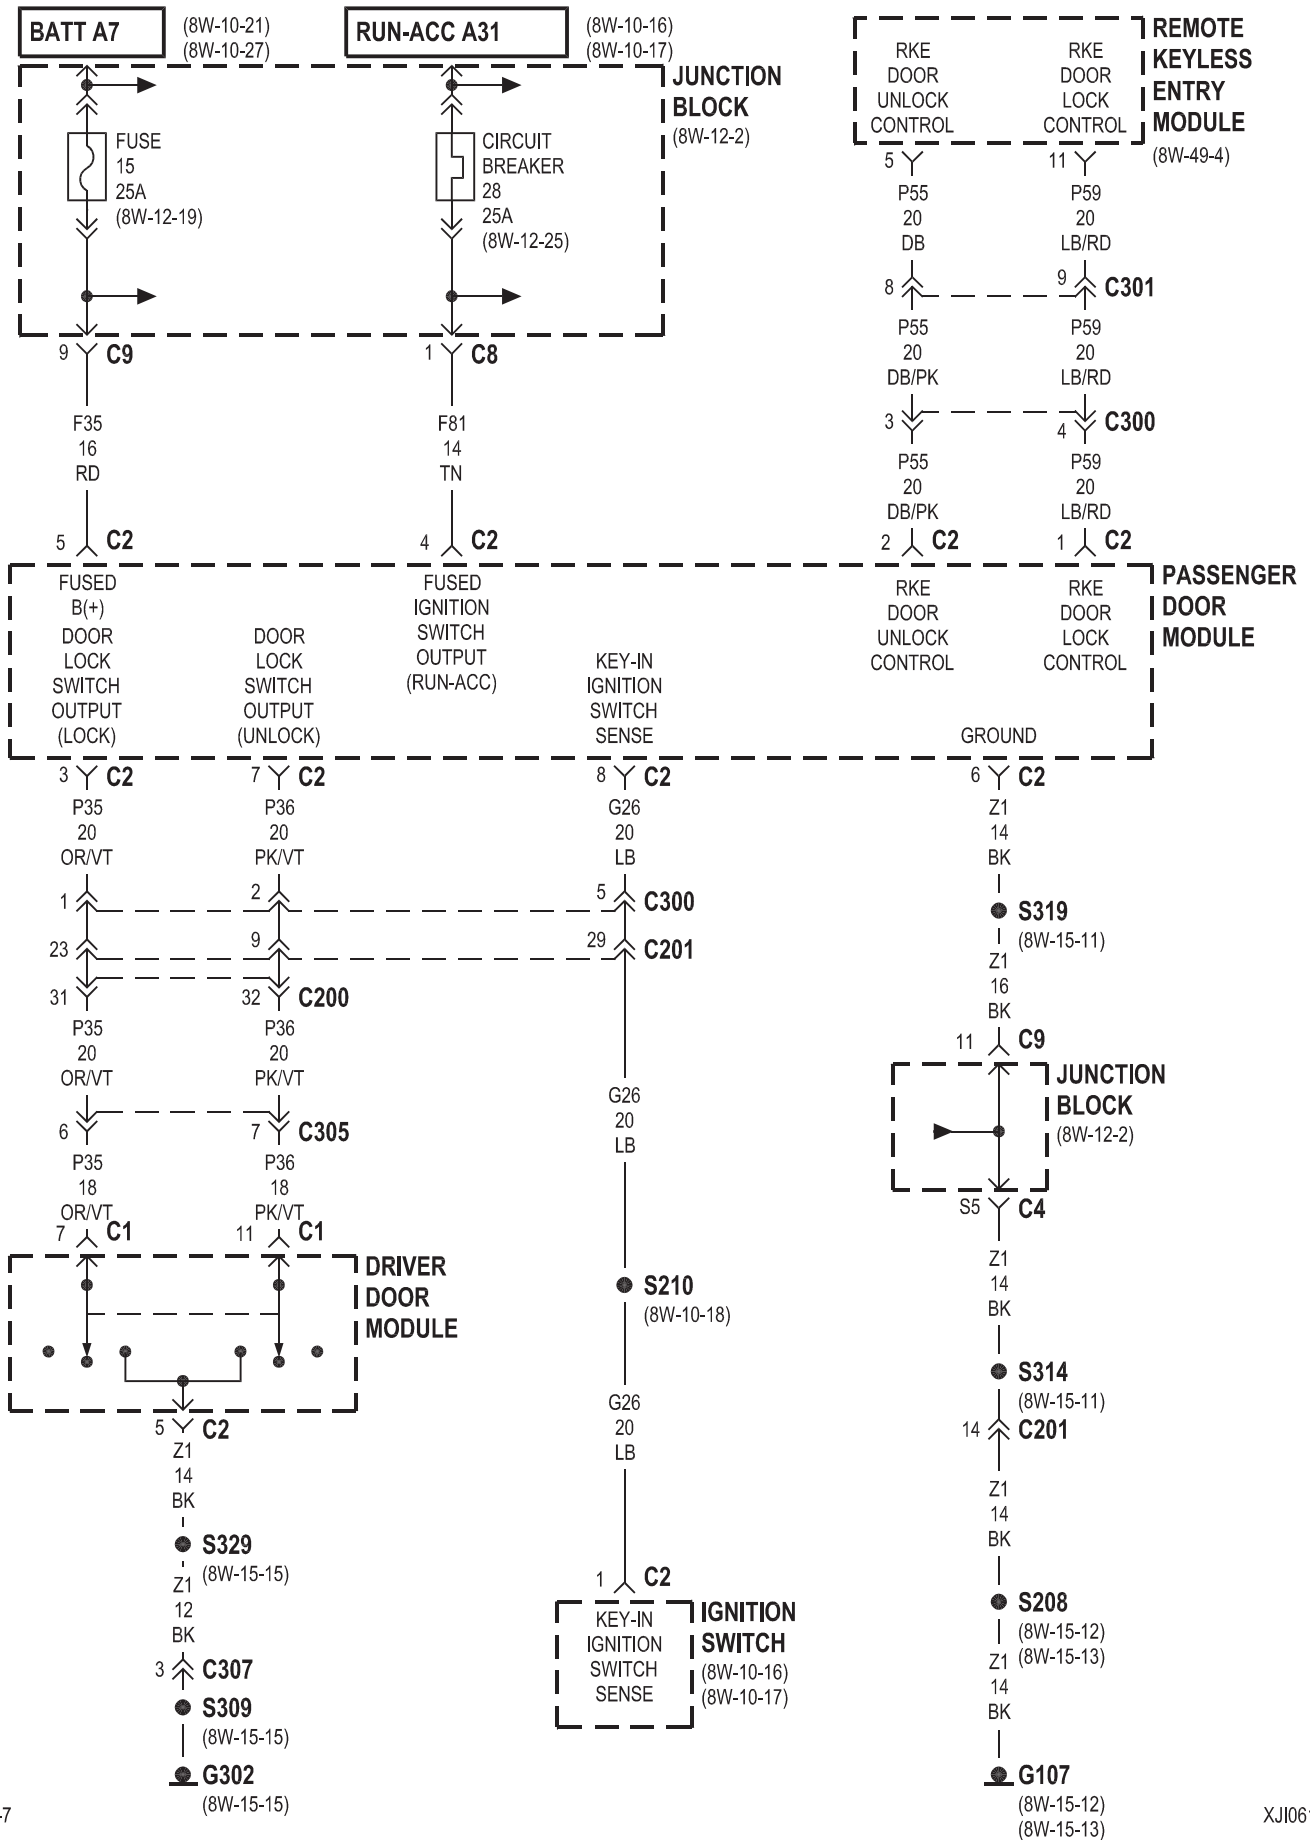 BATT A7
(8W-10-21)
(8W-10-27)
RUN-ACC A31
(8W-10-16)
(8W-10-17)
JUNCTION
BLOCK
(8W-12-2)
FUSE
15
25A
(8W-12-19)
CIRCUIT
BREAKER
28
25A
(8W-12-25)
9 C9
1 C8
F35
16
RD
F81
14
TN
5 C2
4 C2
REMOTE
KEYLESS
ENTRY
MODULE
(8W-49-4)
RKE
DOOR
UNLOCK
CONTROL
RKE
DOOR
LOCK
CONTROL
5
11
P55
20
DB
P59
20
LB/RD
8
9 C301
P55
20
DB/PK
P59
20
LB/RD
3
4 C300
P55
20
DB/PK
P59
20
LB/RD
2 C2
1 C2
PASSENGER
DOOR
MODULE
FUSED
B(+)
DOOR
LOCK
SWITCH
OUTPUT
(LOCK)
DOOR
LOCK
SWITCH
OUTPUT
(UNLOCK)
FUSED
IGNITION
SWITCH
OUTPUT
(RUN-ACC)
KEY-IN
IGNITION
SWITCH
SENSE
RKE
DOOR
UNLOCK
CONTROL
RKE
DOOR
LOCK
CONTROL
GROUND
3 C2
7 C2
8 C2
6 C2
P35
20
OR/VT
P36
20
PK/VT
G26
20
LB
Z1
14
BK
1
2
5 C300
23
9
29 C201
31
32 C200
P35
20
OR/VT
P36
20
PK/VT
6
7 C305
P35
18
OR/VT
P36
18
PK/VT
7 C1
11 C1
DRIVER
DOOR
MODULE
5 C2
Z1
14
BK
S329
(8W-15-15)
Z1
12
BK
3 C307
S309
(8W-15-15)
G302
(8W-15-15)
G26
20
LB
S210
(8W-10-18)
G26
20
LB
1 C2
KEY-IN
IGNITION
SWITCH
SENSE
IGNITION
SWITCH
(8W-10-16)
(8W-10-17)
S319
(8W-15-11)
Z1
16
BK
11 C9
JUNCTION
BLOCK
(8W-12-2)
S5 C4
Z1
14
BK
S314
(8W-15-11)
14 C201
Z1
14
BK
S208
(8W-15-12)
(8W-15-13)
Z1
14
BK
G107
(8W-15-12)
(8W-15-13)
-7
XJI06